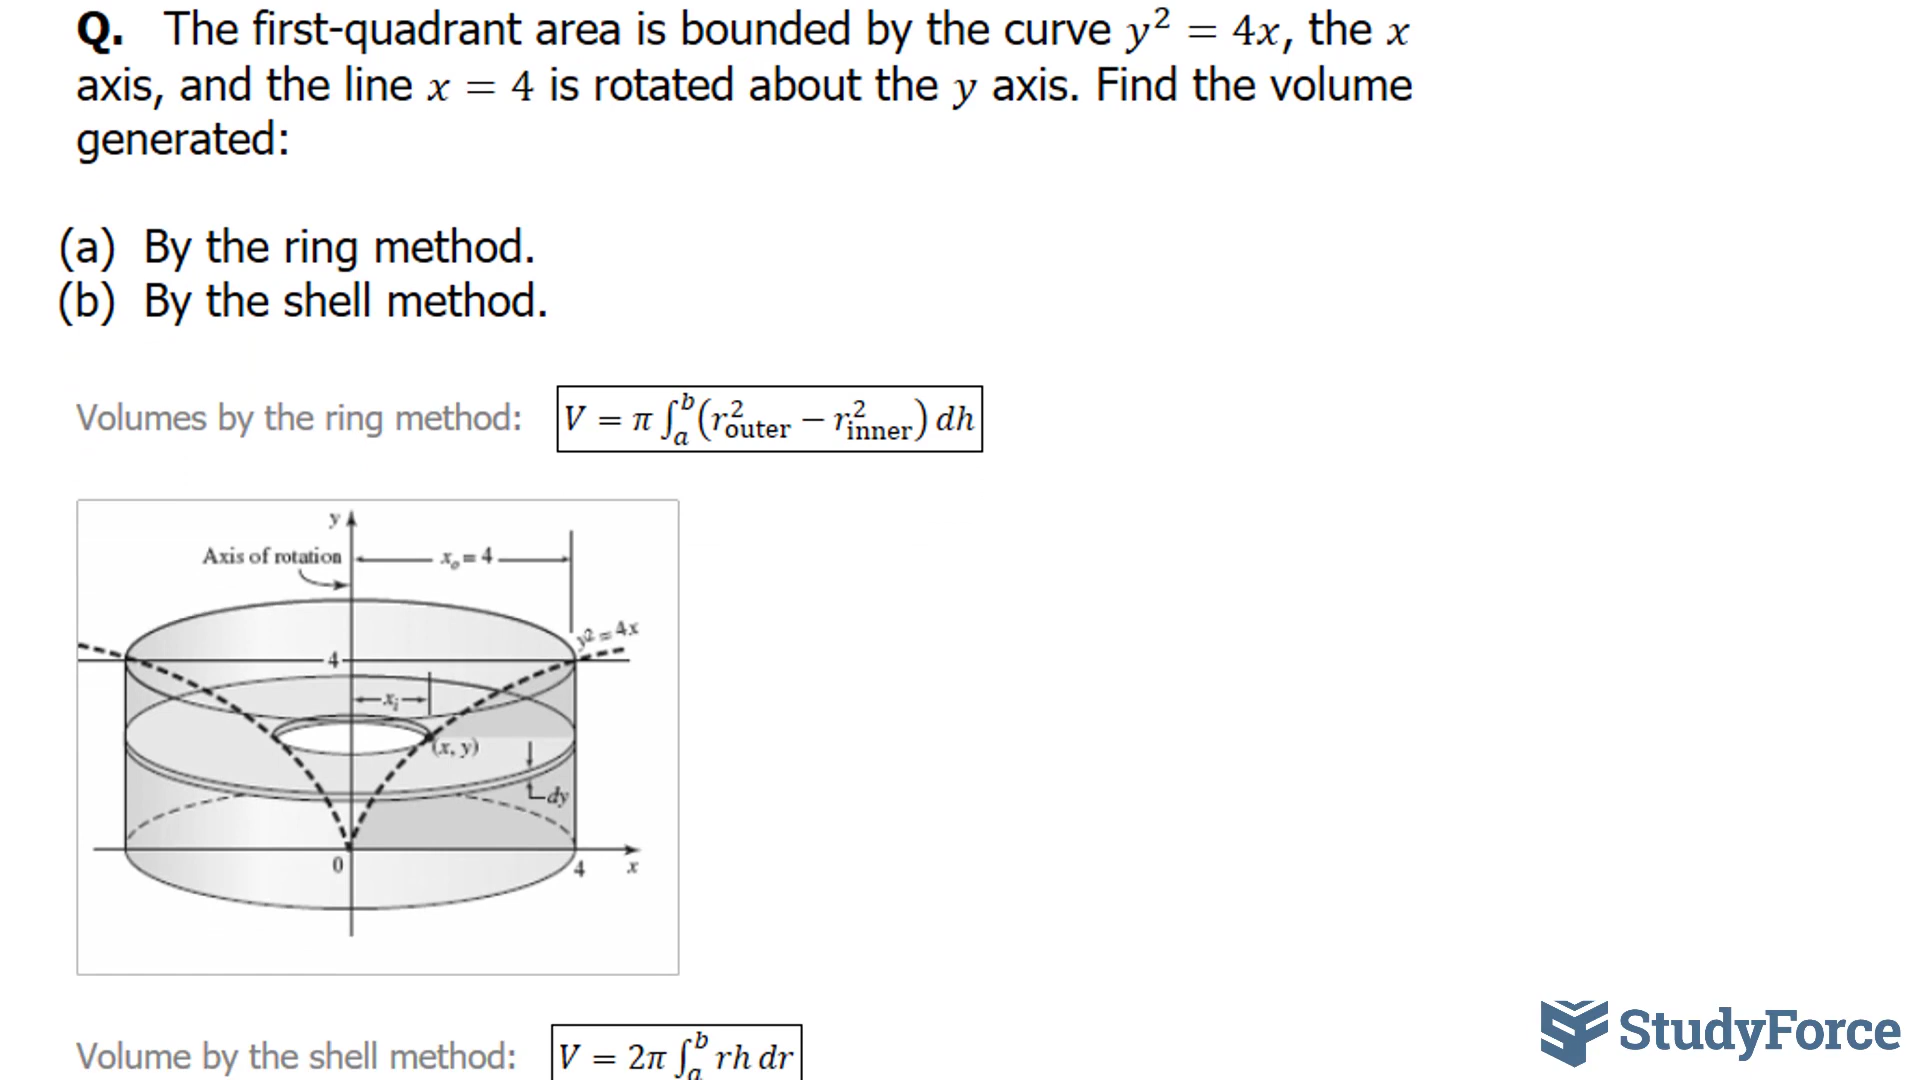 Q. The first-quadrant area is bounded by the curve y² = 4x, the x
axis, and the line x = 4 is rotated about the y axis. Find the volume
generated:
(a) By the ring method.
(b) By the shell method.
Volumes by the ring method: V = π ∫ₐᵇ (r²outer − r²inner) dh
y
Axis of rotation
xₒ = 4
y² = 4x
4
xᵢ
(x, y)
dy
0
4
x
StudyForce
Volume by the shell method: V = 2π ∫ₐᵇ rh dr